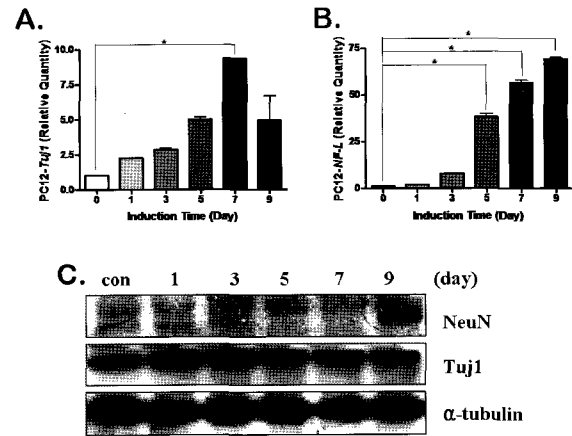 A.
PC12-Tuj1 (Relative Quantity)
10.0
7.5
5.0
2.5
0.0
*
0 1 3 5 7 9
Induction Time (Day)
B.
PC12-NF-L (Relative Quantity)
75
50
25
0
*
*
*
0 1 3 5 7 9
Induction Time (Day)
C.
con 1 3 5 7 9 (day)
NeuN
Tuj1
α-tubulin